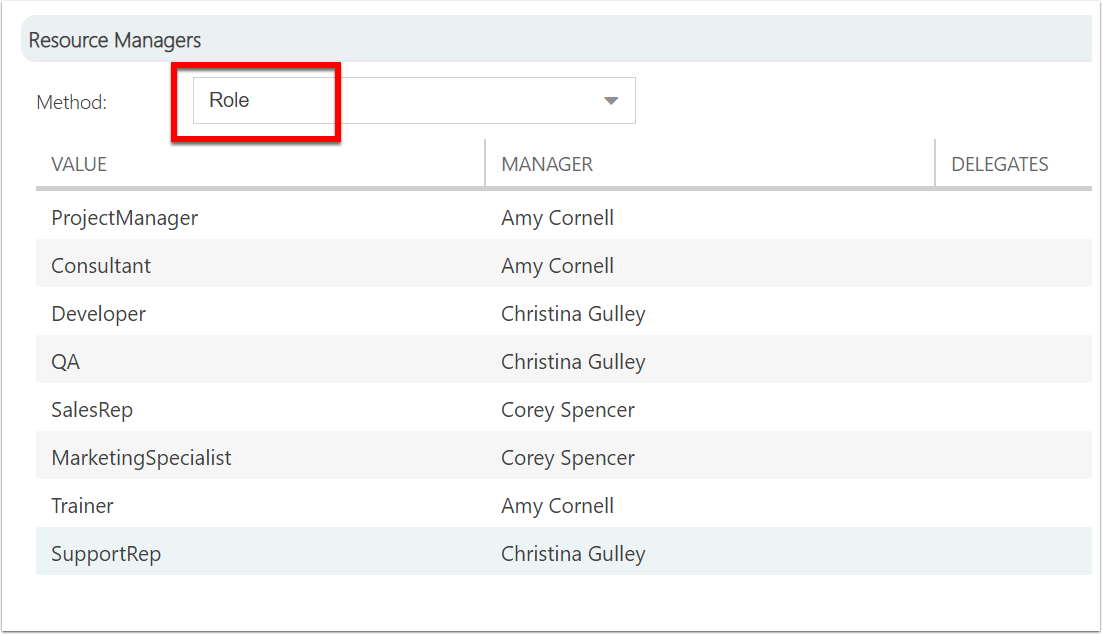 Resource Managers
Method: Role
VALUE MANAGER DELEGATES
ProjectManager Amy Cornell
Consultant Amy Cornell
Developer Christina Gulley
QA Christina Gulley
SalesRep Corey Spencer
MarketingSpecialist Corey Spencer
Trainer Amy Cornell
SupportRep Christina Gulley